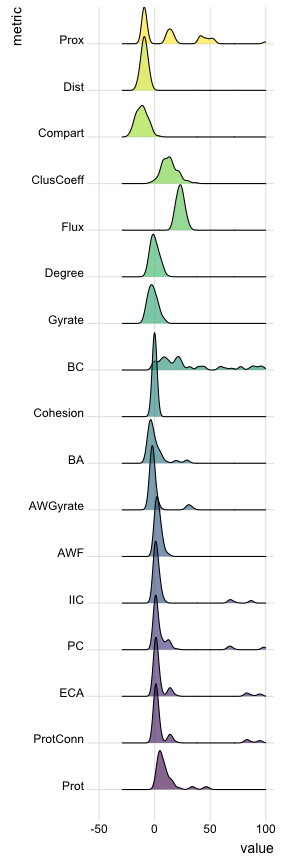 metric
Prox
Dist
Compart
ClusCoeff
Flux
Degree
Gyrate
BC
Cohesion
BA
AWGyrate
AWF
IIC
PC
ECA
ProtConn
Prot
-50 0 50 100
value